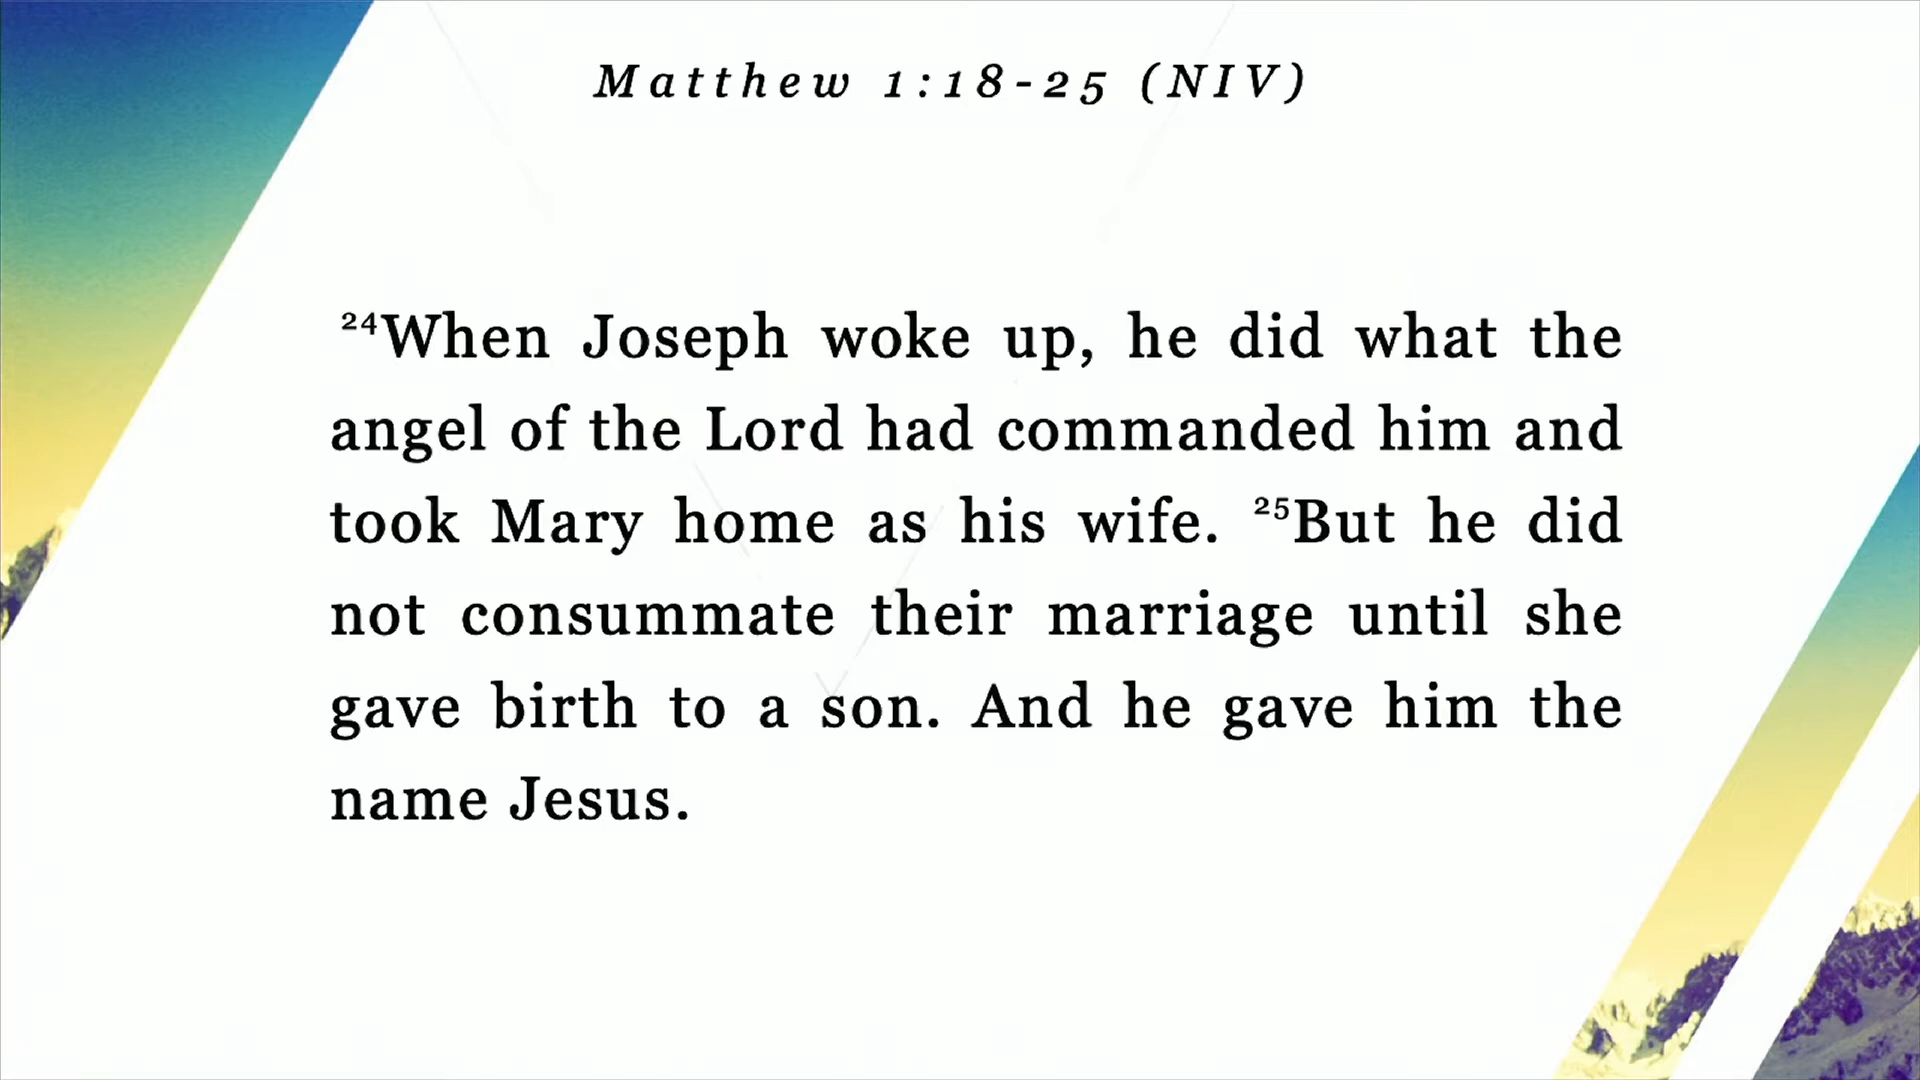 Matthew 1:18-25 (NIV)
²⁴When Joseph woke up, he did what the
angel of the Lord had commanded him and
took Mary home as his wife. ²⁵But he did
not consummate their marriage until she
gave birth to a son. And he gave him the
name Jesus.